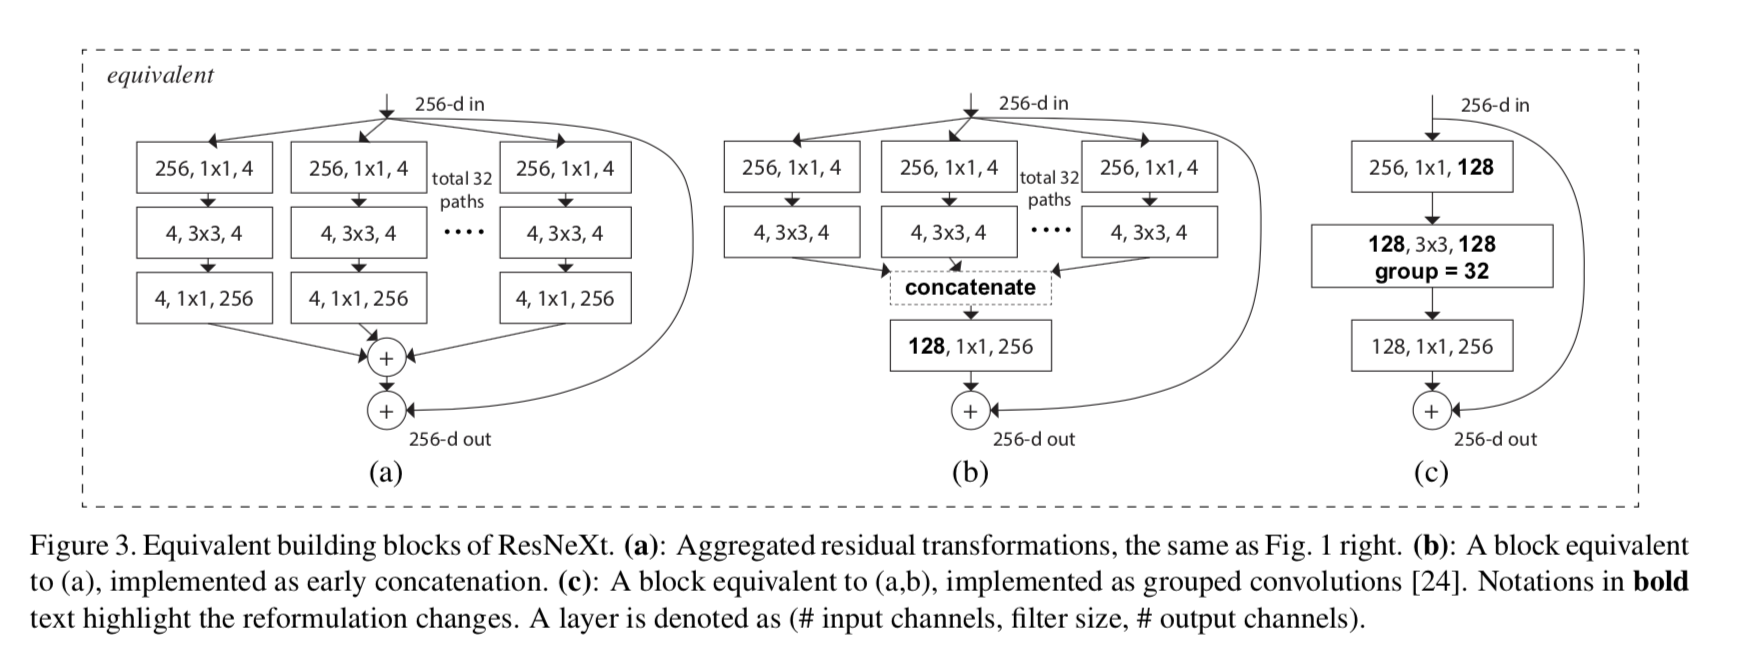 equivalent
256-d in
256, 1x1, 4
256, 1x1, 4
total 32
paths
256, 1x1, 4
4, 3x3, 4
4, 3x3, 4
....
4, 3x3, 4
4, 1x1, 256
4, 1x1, 256
4, 1x1, 256
+
+
256-d out
(a)
256-d in
256, 1x1, 4
256, 1x1, 4
total 32
paths
256, 1x1, 4
4, 3x3, 4
4, 3x3, 4
....
4, 3x3, 4
concatenate
128, 1x1, 256
+
256-d out
(b)
256-d in
256, 1x1, 128
128, 3x3, 128
group = 32
128, 1x1, 256
+
256-d out
(c)
Figure 3. Equivalent building blocks of ResNeXt. (a): Aggregated residual transformations, the same as Fig. 1 right. (b): A block equivalent
to (a), implemented as early concatenation. (c): A block equivalent to (a,b), implemented as grouped convolutions [24]. Notations in bold
text highlight the reformulation changes. A layer is denoted as (# input channels, filter size, # output channels).